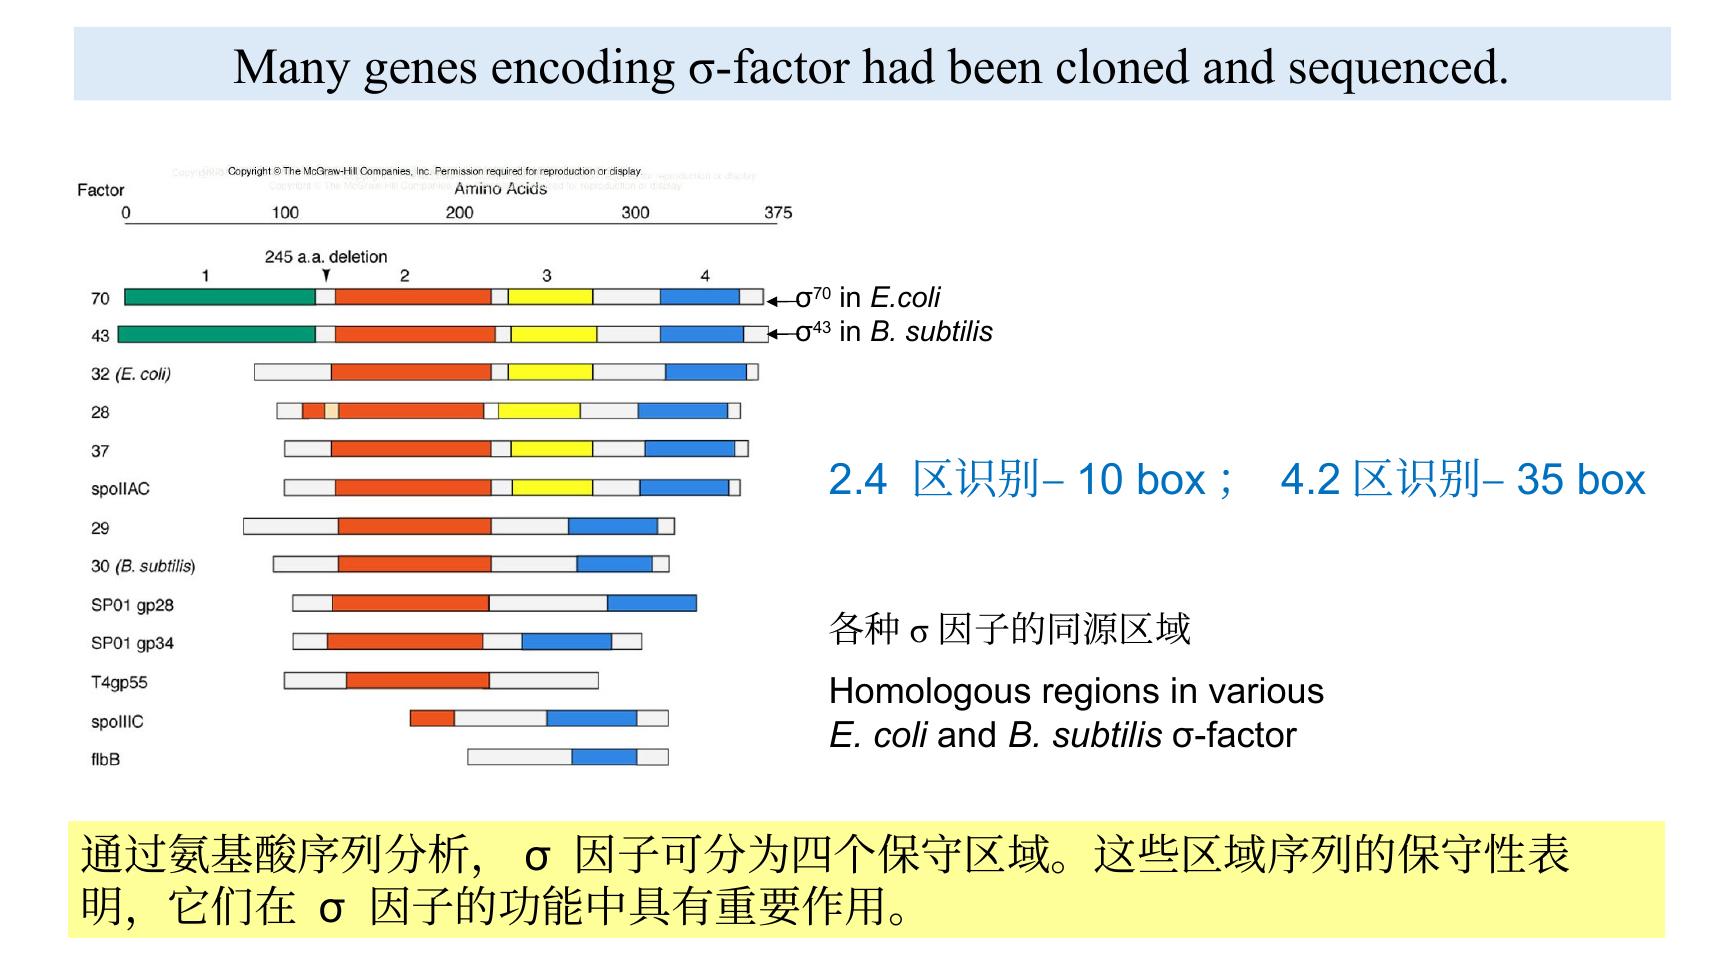 Many genes encoding σ-factor had been cloned and sequenced.
Copyright © The McGraw-Hill Companies, Inc. Permission required for reproduction or display.
Factor
Amino Acids
0 100 200 300 375
245 a.a. deletion
1 2 3 4
70
σ⁷⁰ in E.coli
43
σ⁴³ in B. subtilis
32 (E. coli)
28
37
spoIIAC
29
30 (B. subtilis)
SP01 gp28
SP01 gp34
T4gp55
spoIIIC
flbB
2.4 区识别– 10 box； 4.2 区识别– 35 box
各种 σ 因子的同源区域
Homologous regions in various
E. coli and B. subtilis σ-factor
通过氨基酸序列分析， σ 因子可分为四个保守区域。这些区域序列的保守性表
明，它们在 σ 因子的功能中具有重要作用。